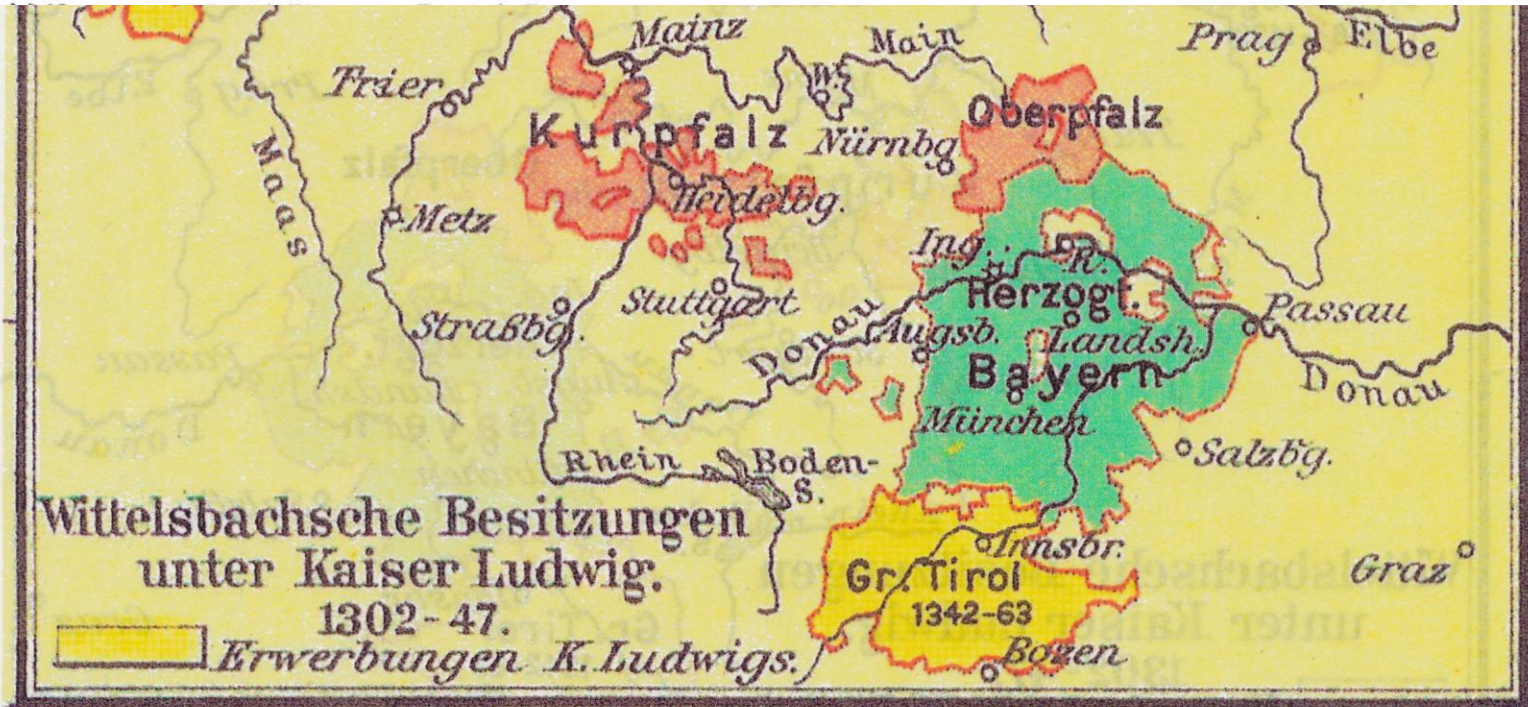 Mainz
Main
Prag
Elbe
Trier
W.
Oberpfalz
Kurpfalz
Nürnbg.
Maas
Heidelbg.
Metz
Ing.
R.
Herzogt.
Stuttgart
Donau
Passau
Straßbg.
Augsb.
Landsh.
Bayern
Donau
München
Salzbg.
Rhein
Boden-
S.
Wittelsbachsche Besitzungen
unter Kaiser Ludwig.
1302-47.
Erwerbungen K. Ludwigs.
Innsbr.
Gr. Tirol
1342-63
Graz
Bozen